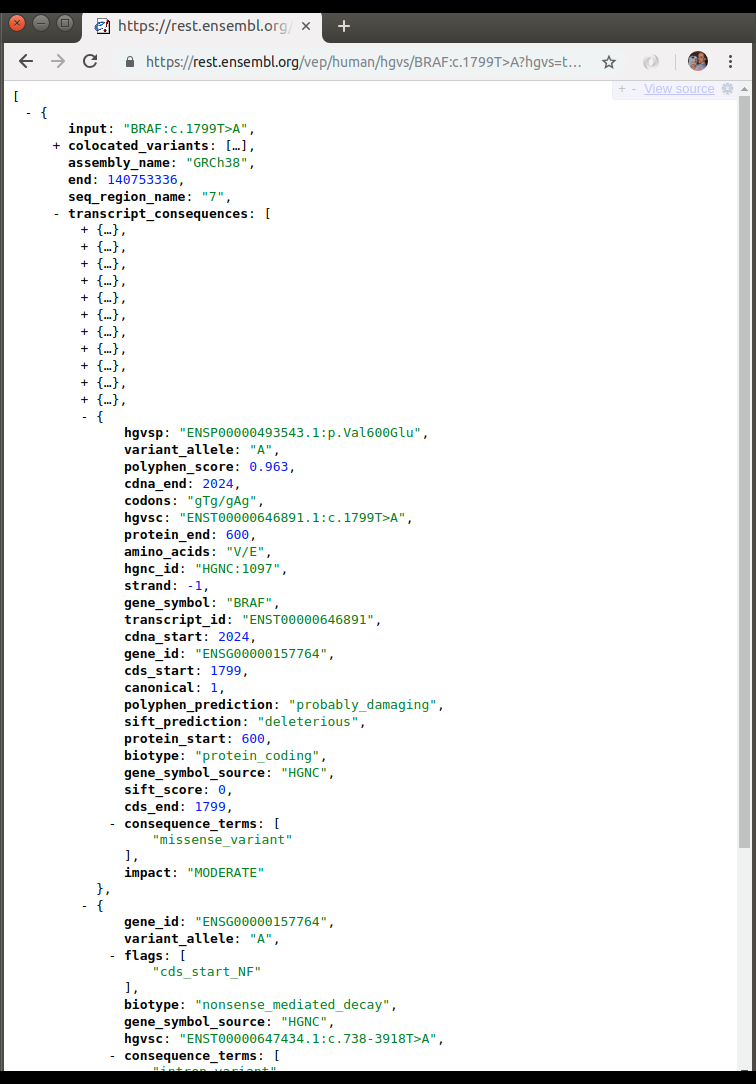 https://rest.ensembl.org/
https://rest.ensembl.org/vep/human/hgvs/BRAF:c.1799T>A?hgvs=t...
+ - View source
[
- {
input: "BRAF:c.1799T>A",
+ colocated_variants: […],
assembly_name: "GRCh38",
end: 140753336,
seq_region_name: "7",
- transcript_consequences: [
+ {…},
+ {…},
+ {…},
+ {…},
+ {…},
+ {…},
+ {…},
+ {…},
+ {…},
+ {…},
+ {…},
- {
hgvsp: "ENSP00000493543.1:p.Val600Glu",
variant_allele: "A",
polyphen_score: 0.963,
cdna_end: 2024,
codons: "gTg/gAg",
hgvsc: "ENST00000646891.1:c.1799T>A",
protein_end: 600,
amino_acids: "V/E",
hgnc_id: "HGNC:1097",
strand: -1,
gene_symbol: "BRAF",
transcript_id: "ENST00000646891",
cdna_start: 2024,
gene_id: "ENSG00000157764",
cds_start: 1799,
canonical: 1,
polyphen_prediction: "probably_damaging",
sift_prediction: "deleterious",
protein_start: 600,
biotype: "protein_coding",
gene_symbol_source: "HGNC",
sift_score: 0,
cds_end: 1799,
- consequence_terms: [
"missense_variant"
],
impact: "MODERATE"
},
- {
gene_id: "ENSG00000157764",
variant_allele: "A",
- flags: [
"cds_start_NF"
],
biotype: "nonsense_mediated_decay",
gene_symbol_source: "HGNC",
hgvsc: "ENST00000647434.1:c.738-3918T>A",
- consequence_terms: [
"intron_variant"